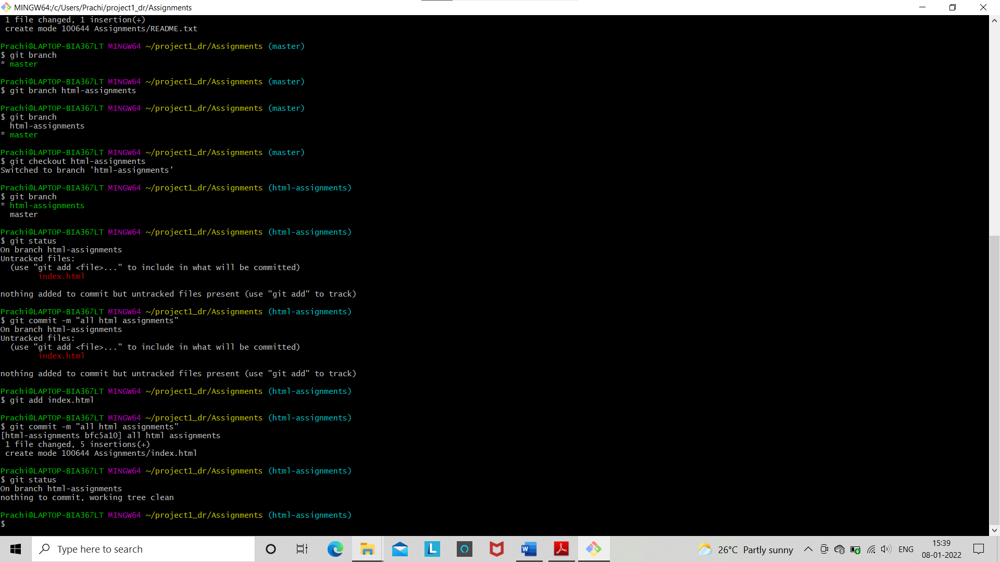 MINGW64:/c/Users/Prachi/project1_dr/Assignments
 1 file changed, 1 insertion(+)
 create mode 100644 Assignments/README.txt
Prachi@LAPTOP-BIA367LT MINGW64 ~/project1_dr/Assignments (master)
$ git branch
* master
Prachi@LAPTOP-BIA367LT MINGW64 ~/project1_dr/Assignments (master)
$ git branch html-assignments
Prachi@LAPTOP-BIA367LT MINGW64 ~/project1_dr/Assignments (master)
$ git branch
  html-assignments
* master
Prachi@LAPTOP-BIA367LT MINGW64 ~/project1_dr/Assignments (master)
$ git checkout html-assignments
Switched to branch 'html-assignments'
Prachi@LAPTOP-BIA367LT MINGW64 ~/project1_dr/Assignments (html-assignments)
$ git branch
* html-assignments
  master
Prachi@LAPTOP-BIA367LT MINGW64 ~/project1_dr/Assignments (html-assignments)
$ git status
On branch html-assignments
Untracked files:
  (use "git add <file>..." to include in what will be committed)
        index.html
nothing added to commit but untracked files present (use "git add" to track)
Prachi@LAPTOP-BIA367LT MINGW64 ~/project1_dr/Assignments (html-assignments)
$ git commit -m "all html assignments"
On branch html-assignments
Untracked files:
  (use "git add <file>..." to include in what will be committed)
        index.html
nothing added to commit but untracked files present (use "git add" to track)
Prachi@LAPTOP-BIA367LT MINGW64 ~/project1_dr/Assignments (html-assignments)
$ git add index.html
Prachi@LAPTOP-BIA367LT MINGW64 ~/project1_dr/Assignments (html-assignments)
$ git commit -m "all html assignments"
[html-assignments bfc5a10] all html assignments
 1 file changed, 5 insertions(+)
 create mode 100644 Assignments/index.html
Prachi@LAPTOP-BIA367LT MINGW64 ~/project1_dr/Assignments (html-assignments)
$ git status
On branch html-assignments
nothing to commit, working tree clean
Prachi@LAPTOP-BIA367LT MINGW64 ~/project1_dr/Assignments (html-assignments)
$
Type here to search
L
W
26°C Partly sunny
ENG
15:39
08-01-2022